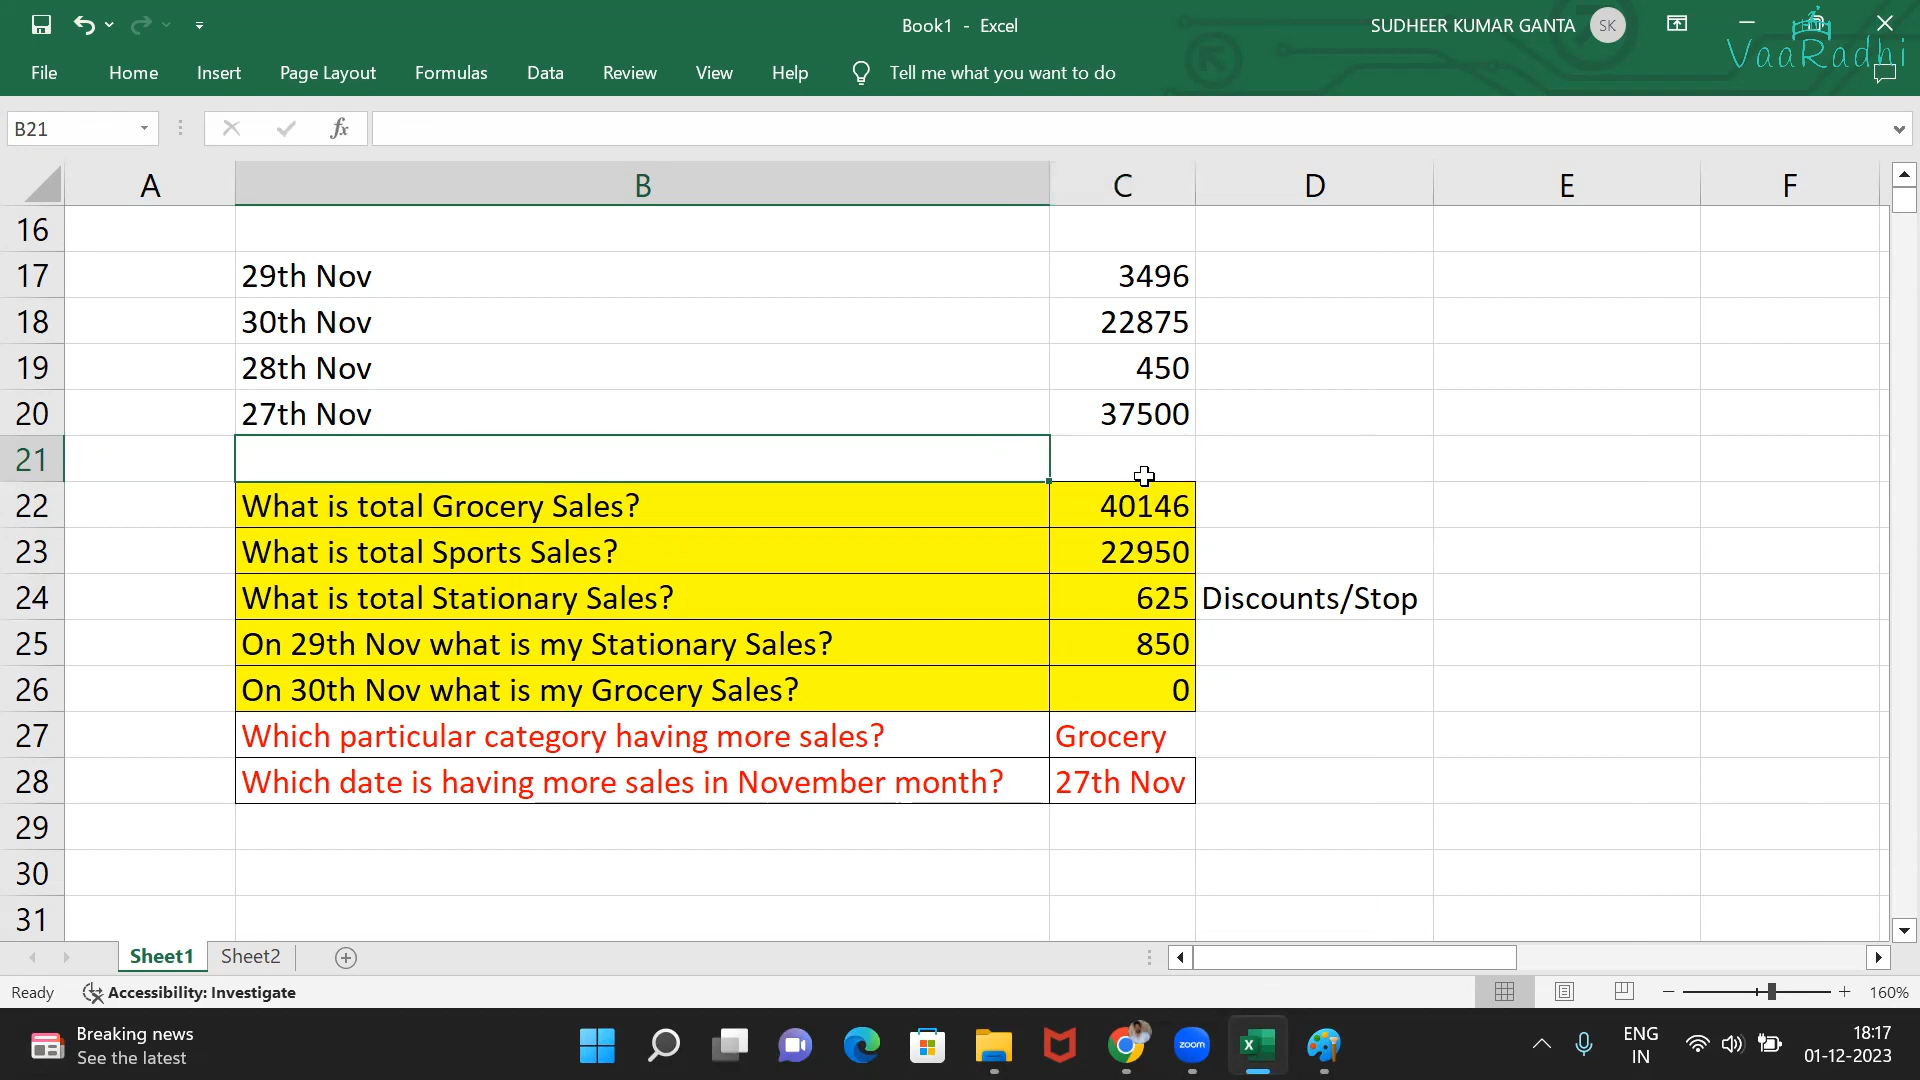 Book1 - Excel
SUDHEER KUMAR GANTA
SK
VaaRadhi
File Home Insert Page Layout Formulas Data Review View Help Tell me what you want to do
B21
fx
A B C D E F
16
17 29th Nov 3496
18 30th Nov 22875
19 28th Nov 450
20 27th Nov 37500
21
22 What is total Grocery Sales? 40146
23 What is total Sports Sales? 22950
24 What is total Stationary Sales? 625 Discounts/Stop
25 On 29th Nov what is my Stationary Sales? 850
26 On 30th Nov what is my Grocery Sales? 0
27 Which particular category having more sales? Grocery
28 Which date is having more sales in November month? 27th Nov
29
30
31
Sheet1 Sheet2
Ready Accessibility: Investigate
160%
Breaking news
See the latest
zoom
ENG
IN
18:17
01-12-2023